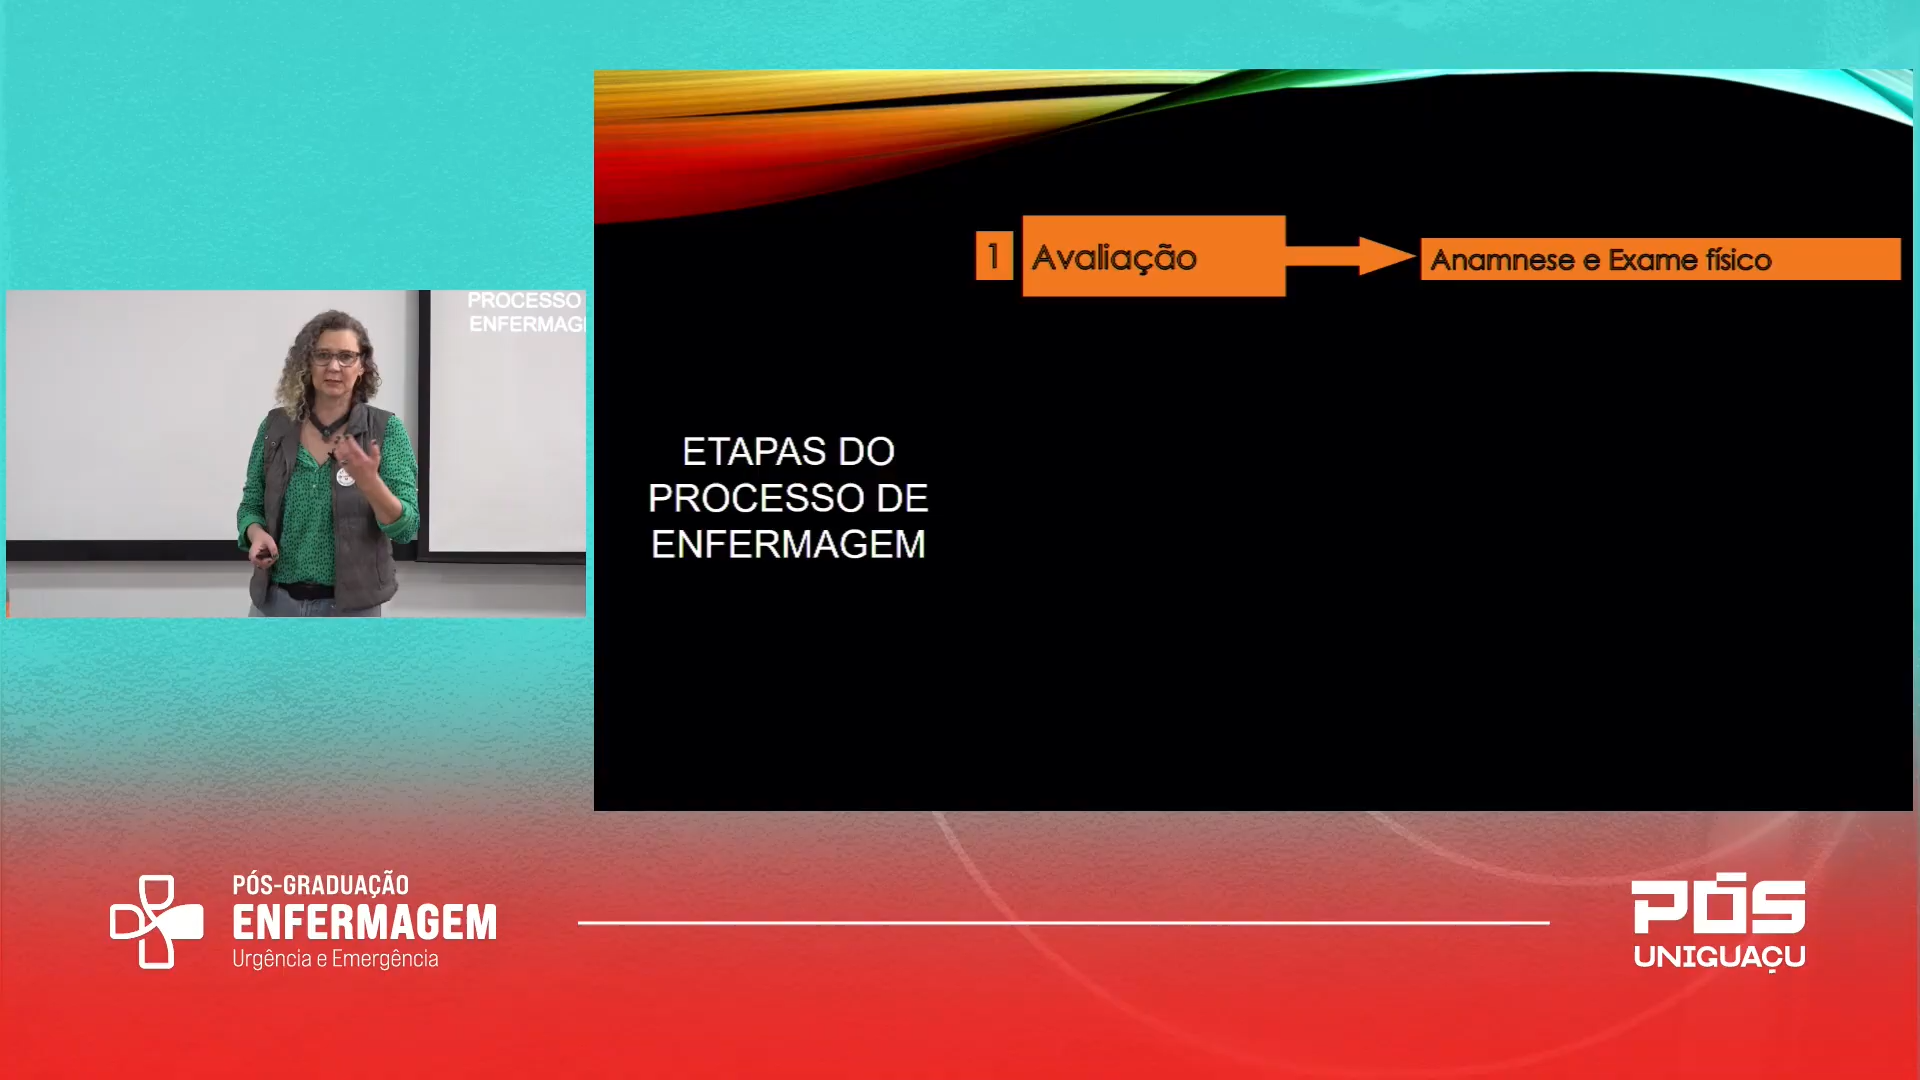 PROCESSO
ENFERMAG
1
Avaliação
Anamnese e Exame físico
ETAPAS DO
PROCESSO DE
ENFERMAGEM
PÓS-GRADUAÇÃO
ENFERMAGEM
Urgência e Emergência
PÓS
UNIGUAÇU